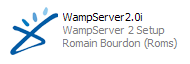 WampServer2.0i
WampServer 2 Setup
Romain Bourdon (Roms)